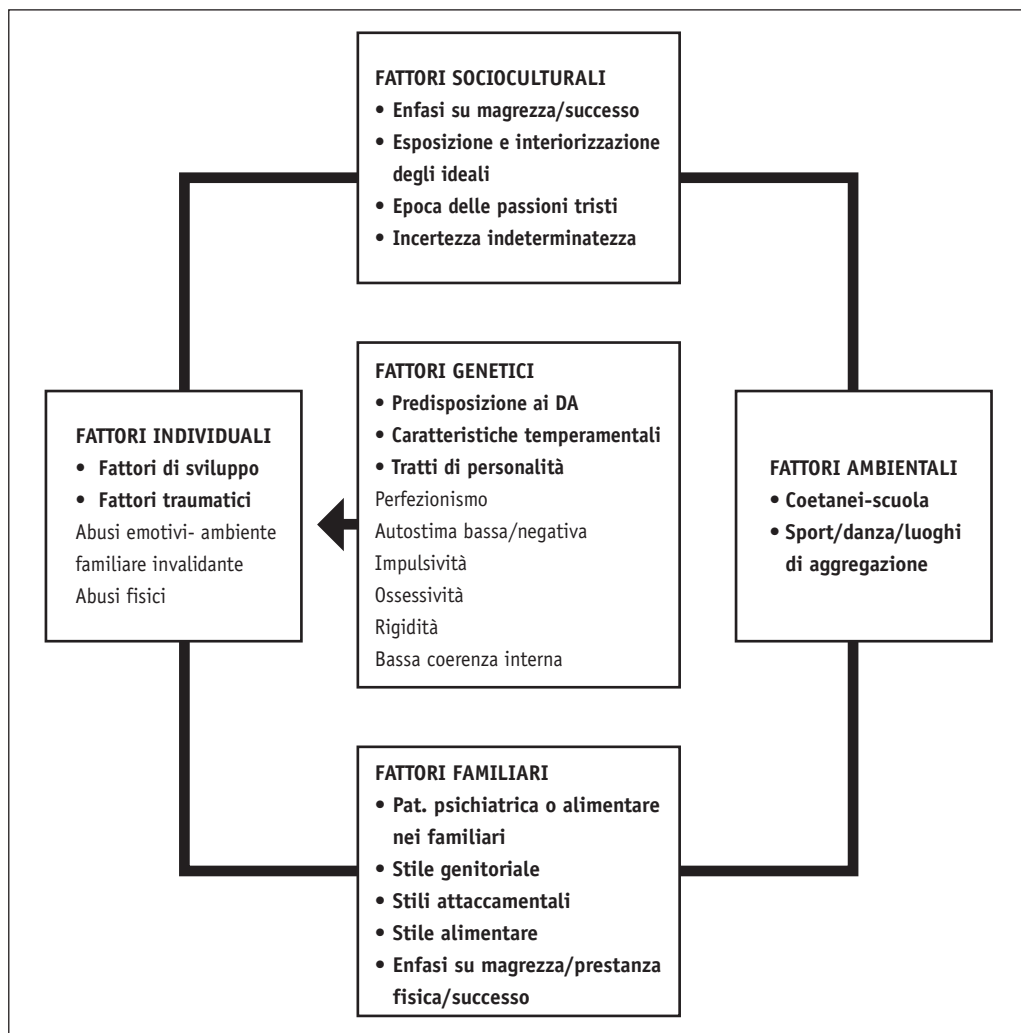 FATTORI SOCIOCULTURALI
• Enfasi su magrezza/successo
• Esposizione e interiorizzazione
degli ideali
• Epoca delle passioni tristi
• Incertezza indeterminatezza
FATTORI GENETICI
• Predisposizione ai DA
• Caratteristiche temperamentali
• Tratti di personalità
Perfezionismo
Autostima bassa/negativa
Impulsività
Ossessività
Rigidità
Bassa coerenza interna
FATTORI INDIVIDUALI
• Fattori di sviluppo
• Fattori traumatici
Abusi emotivi- ambiente
familiare invalidante
Abusi fisici
FATTORI AMBIENTALI
• Coetanei-scuola
• Sport/danza/luoghi
di aggregazione
FATTORI FAMILIARI
• Pat. psichiatrica o alimentare
nei familiari
• Stile genitoriale
• Stili attaccamentali
• Stile alimentare
• Enfasi su magrezza/prestanza
fisica/successo